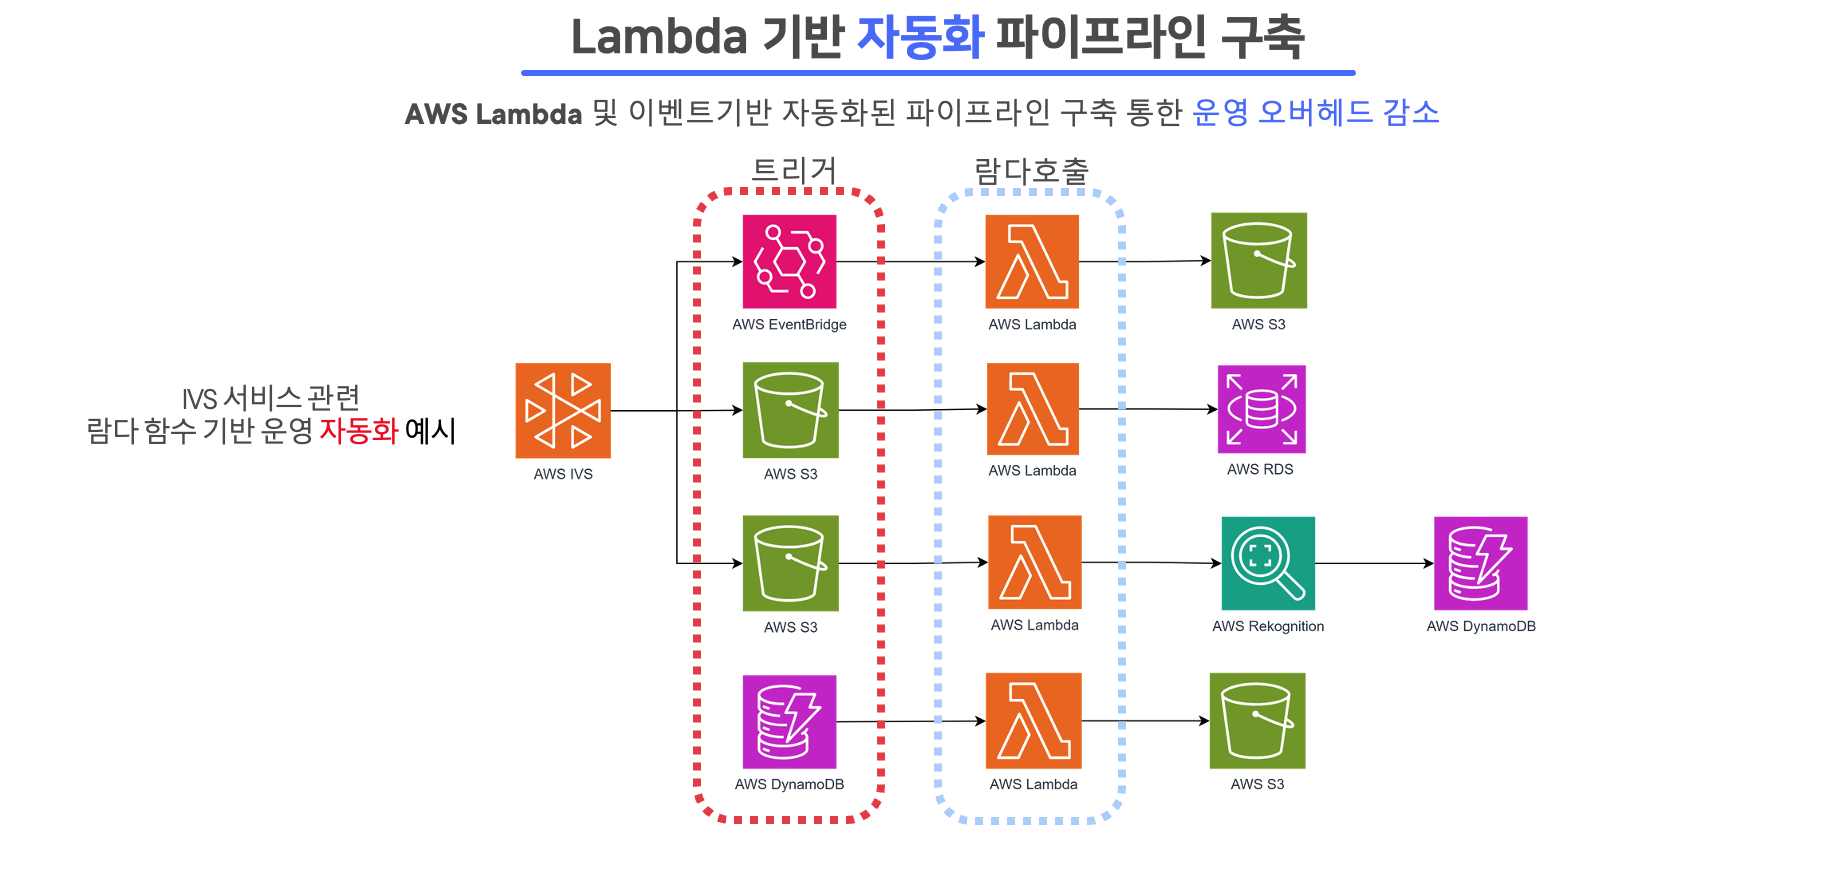 Lambda 기반 자동화 파이프라인 구축
AWS Lambda 및 이벤트기반 자동화된 파이프라인 구축 통한 운영 오버헤드 감소
트리거
람다호출
AWS EventBridge
AWS Lambda
AWS S3
IVS 서비스 관련
람다 함수 기반 운영 자동화 예시
AWS IVS
AWS S3
AWS Lambda
AWS RDS
AWS S3
AWS Lambda
AWS Rekognition
AWS DynamoDB
AWS DynamoDB
AWS Lambda
AWS S3